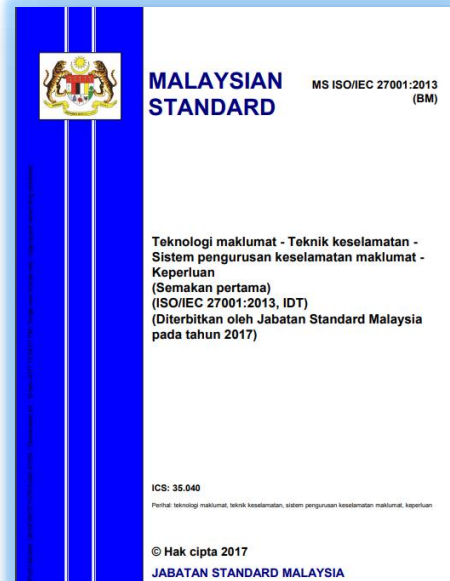 MALAYSIAN
STANDARD
MS ISO/IEC 27001:2013
(BM)
Teknologi maklumat - Teknik keselamatan -
Sistem pengurusan keselamatan maklumat -
Keperluan
(Semakan pertama)
(ISO/IEC 27001:2013, IDT)
(Diterbitkan oleh Jabatan Standard Malaysia
pada tahun 2017)
ICS: 35.040
Perihal: teknologi maklumat, teknik keselamatan, sistem pengurusan keselamatan maklumat, keperluan
© Hak cipta 2017
JABATAN STANDARD MALAYSIA